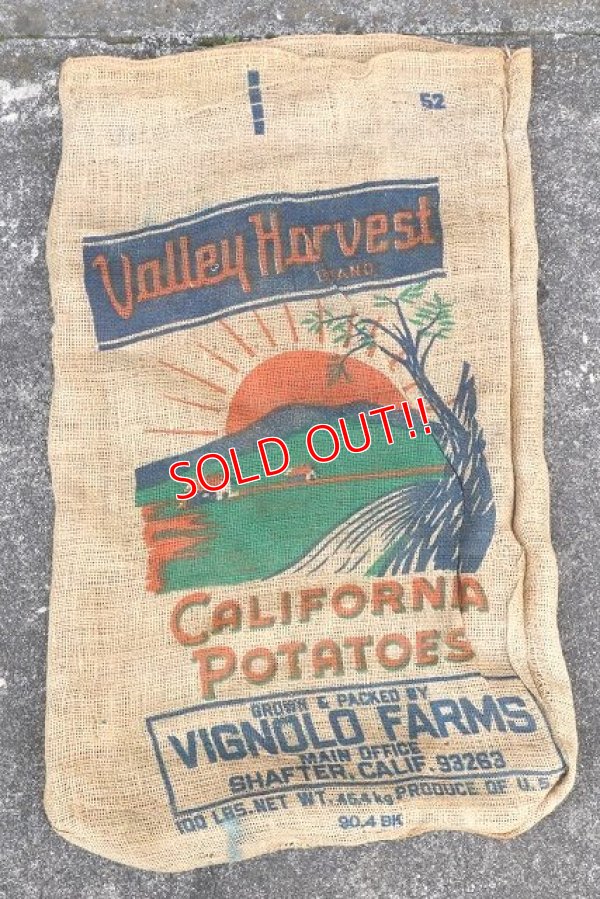 52
Valley Harvest
BRAND
SOLD OUT!!
CALIFORNIA
POTATOES
GROWN & PACKED BY
VIGNOLO FARMS
MAIN OFFICE
SHAFTER, CALIF. 93263
100 LBS. NET WT. 45.4 kg PRODUCE OF U.S
90.4 BK